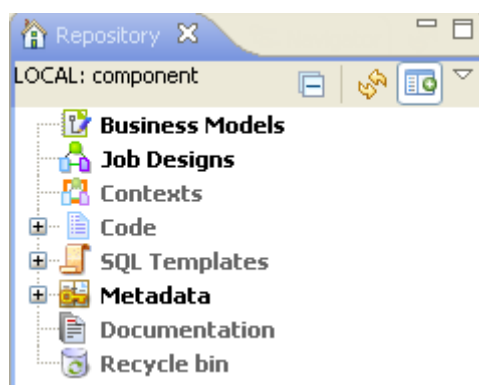 Repository
LOCAL: component
Business Models
Job Designs
Contexts
Code
SQL Templates
Metadata
Documentation
Recycle bin